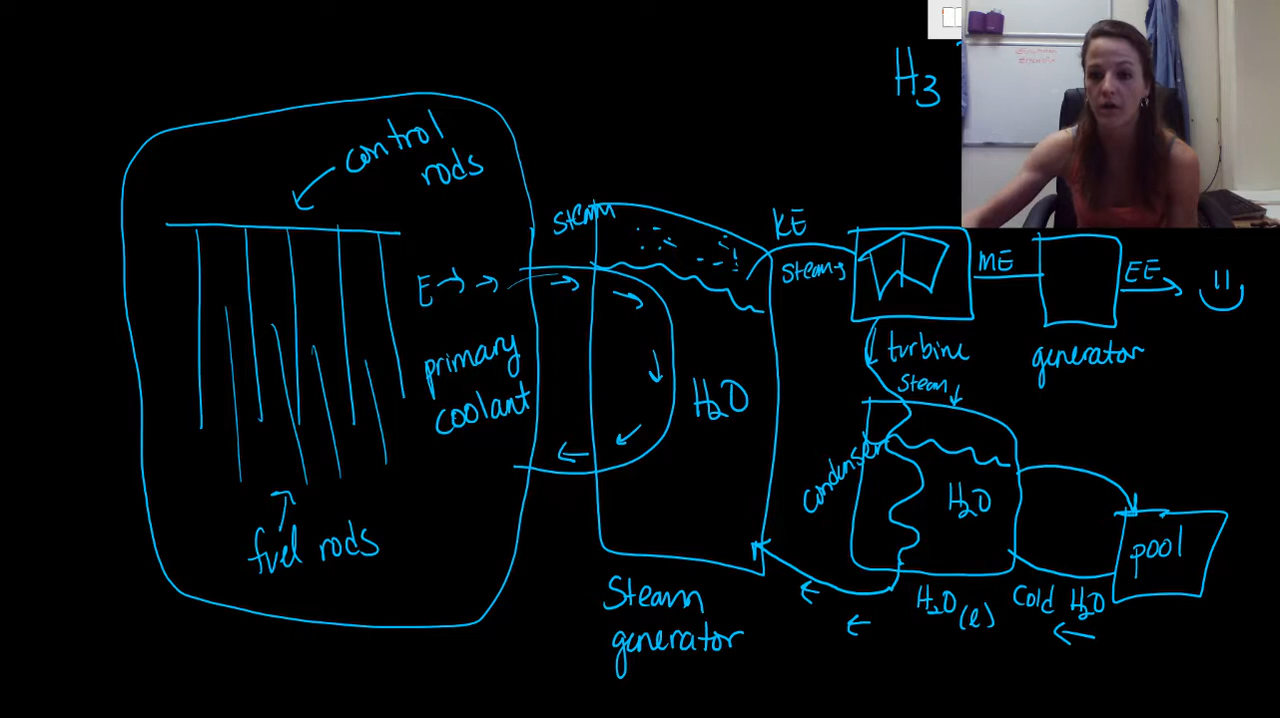 H3
control
rods
steam
KE
steam
ME
EE
E
primary
coolant
H2O
turbine
generator
steam
condenser
H2O
pool
fuel rods
Steam
generator
H2O(l)
Cold H2O